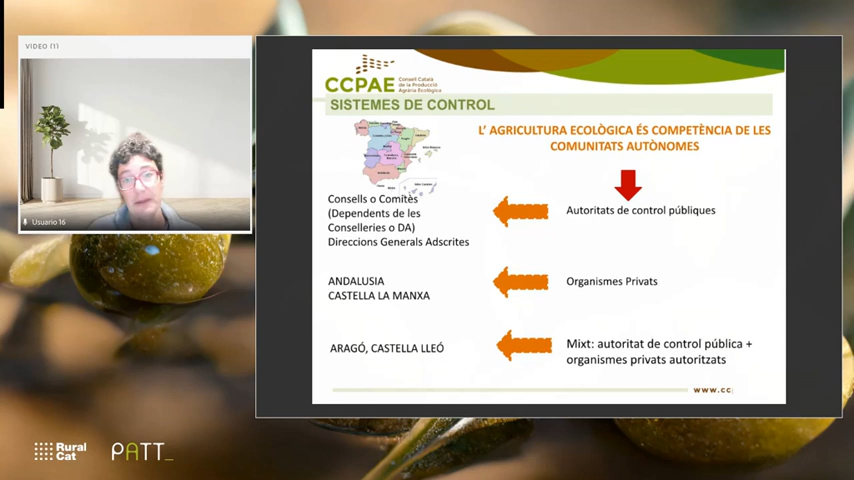 VIDEO (1)
Usuario 16
CCPAE
Consell Català
de la Producció
Agrària Ecològica
SISTEMES DE CONTROL
L' AGRICULTURA ECOLÒGICA ÉS COMPETÈNCIA DE LES
COMUNITATS AUTÒNOMES
Consells o Comitès
(Dependents de les
Conselleries o DA)
Direccions Generals Adscrites
Autoritats de control públiques
ANDALUSIA
CASTELLA LA MANXA
Organismes Privats
ARAGÓ, CASTELLA LLEÓ
Mixt: autoritat de control pública +
organismes privats autoritzats
WWW.CC
Rural
Cat
PATT_